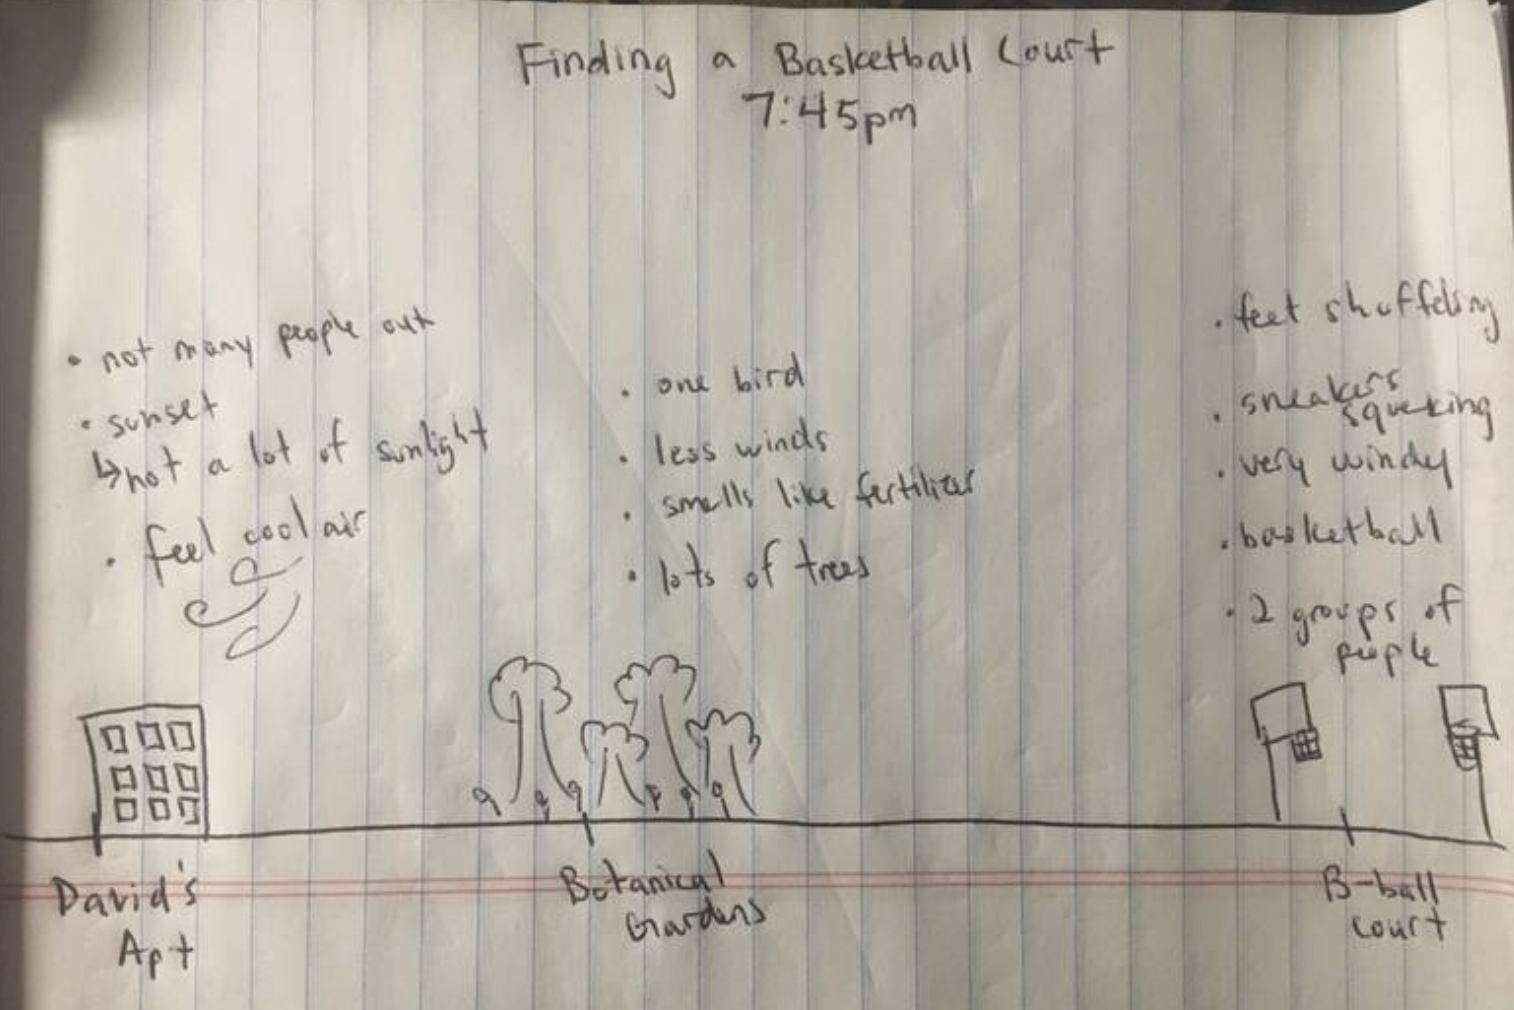 Finding a Basketball Court
7:45pm
• not many people out
• sunset
↳ not a lot of sunlight
• feel cool air
• one bird
• less winds
• smells like fertilizer
• lots of trees
• feet shuffeling
• sneakers
squeking
• very windy
• basketball
• 2 groups of
people
David's
Apt
Botanical
Gardens
B-ball
court